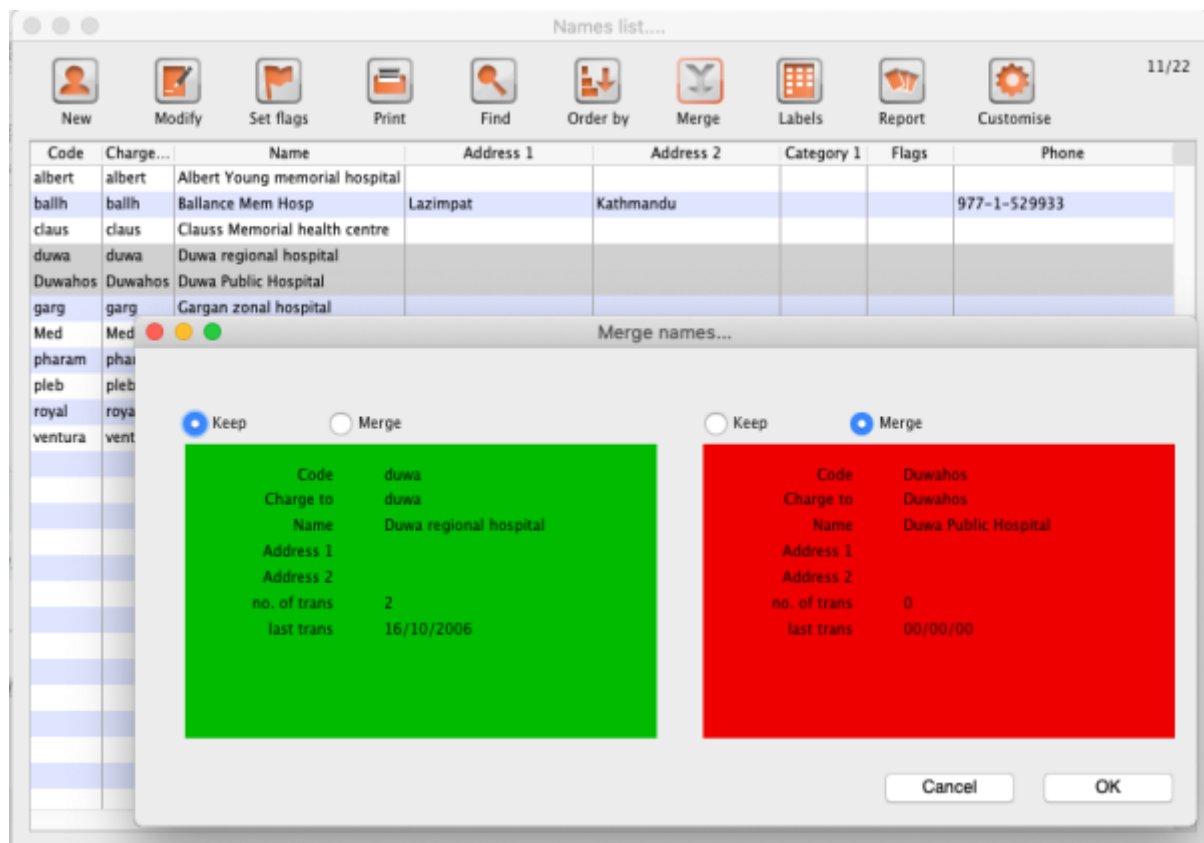 Names list....
11/22
New Modify Set flags Print Find Order by Merge Labels Report Customise
Code Charge... Name Address 1 Address 2 Category 1 Flags Phone
albert albert Albert Young memorial hospital
ballh ballh Ballance Mem Hosp Lazimpat Kathmandu 977-1-529933
claus claus Clauss Memorial health centre
duwa duwa Duwa regional hospital
Duwahos Duwahos Duwa Public Hospital
garg garg Gargan zonal hospital
Med Med
pharam phar
pleb pleb
royal roya
ventura vent
Merge names...
Keep Merge Keep Merge
Code duwa Code Duwahos
Charge to duwa Charge to Duwahos
Name Duwa regional hospital Name Duwa Public Hospital
Address 1 Address 1
Address 2 Address 2
no. of trans 2 no. of trans 0
last trans 16/10/2006 last trans 00/00/00
Cancel OK